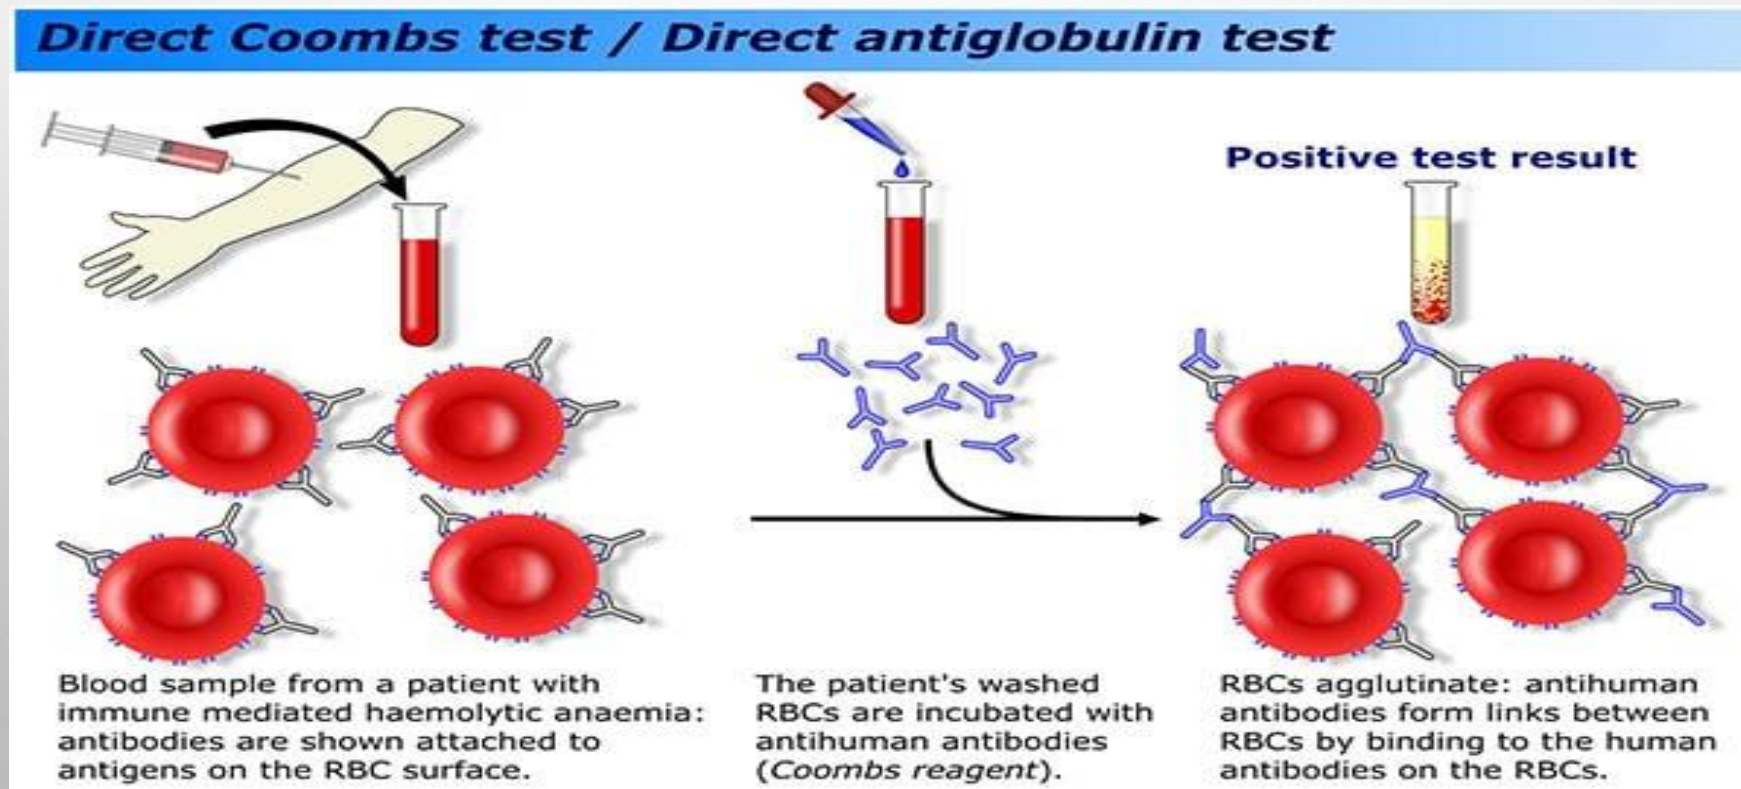 Direct Coombs test / Direct antiglobulin test
Positive test result
Blood sample from a patient with
immune mediated haemolytic anaemia:
antibodies are shown attached to
antigens on the RBC surface.
The patient's washed
RBCs are incubated with
antihuman antibodies
(Coombs reagent).
RBCs agglutinate: antihuman
antibodies form links between
RBCs by binding to the human
antibodies on the RBCs.